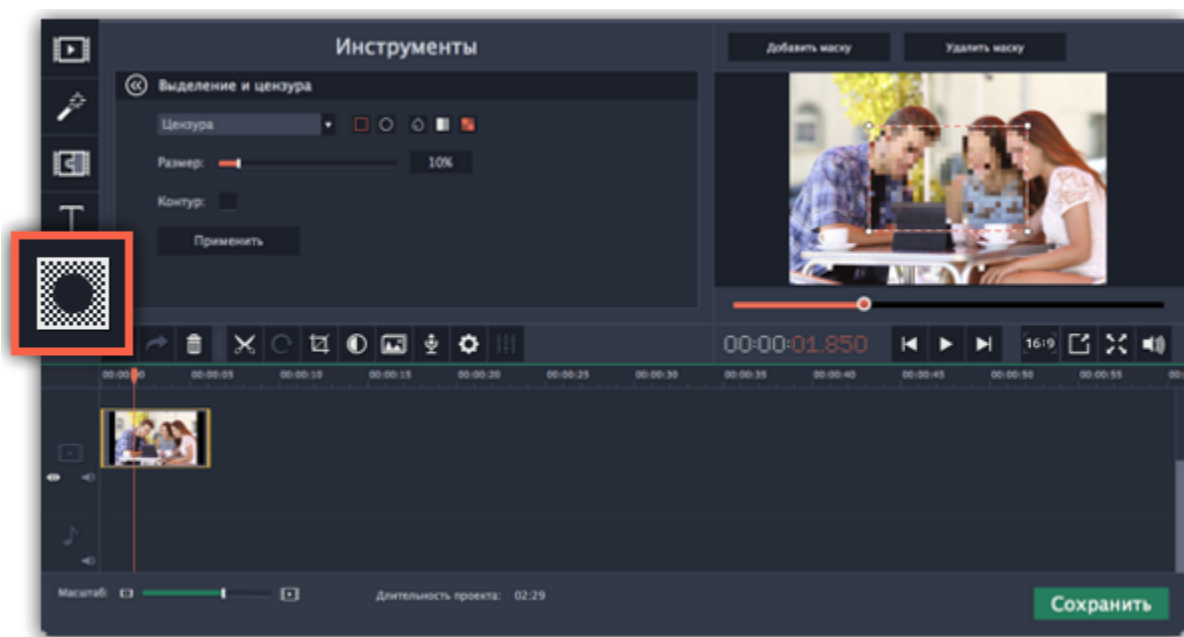 Инструменты
Добавить маску
Удалить маску
Выделение и цензура
Цензура
Размер:
10%
Контур:
Применить
T
00:00:01.850
16:9
00:00:00 00:00:05 00:00:10 00:00:15 00:00:20 00:00:25 00:00:30 00:00:35 00:00:40 00:00:45 00:00:50 00:00:55
Масштаб:
Длительность проекта: 02:29
Сохранить